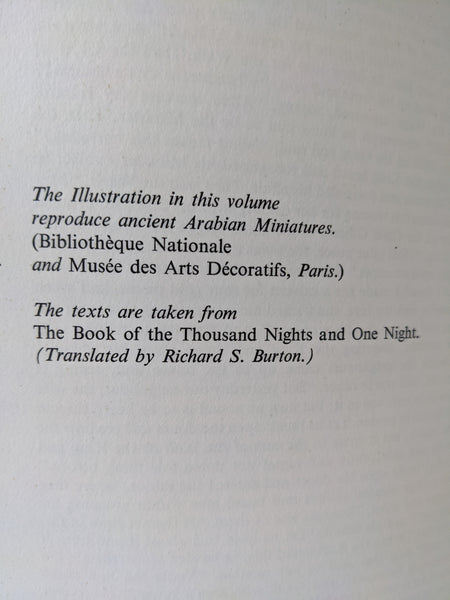 The Illustration in this volume
reproduce ancient Arabian Miniatures.
(Bibliothèque Nationale
and Musée des Arts Décoratifs, Paris.)
The texts are taken from
The Book of the Thousand Nights and One Night.
(Translated by Richard S. Burton.)